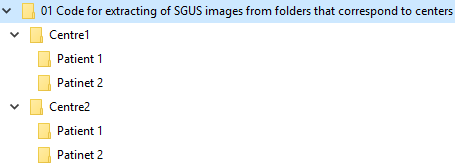 01 Code for extracting of SGUS images from folders that correspond to centers
Centre1
Patient 1
Patinet 2
Centre2
Patient 1
Patinet 2